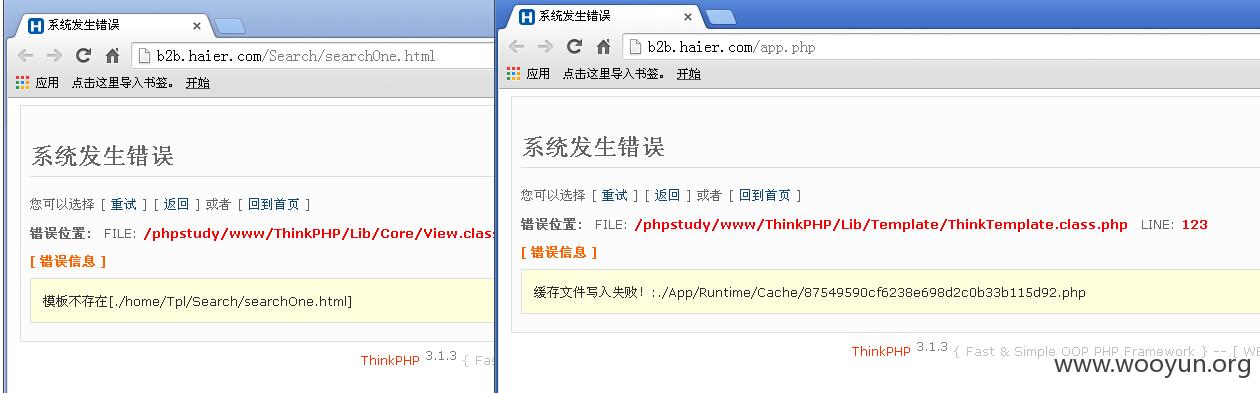 系统发生错误
b2b.haier.com/Search/searchOne.html
应用 点击这里导入书签。 开始
系统发生错误
您可以选择 [ 重试 ] [ 返回 ] 或者 [ 回到首页 ]
错误位置: FILE: /phpstudy/www/ThinkPHP/Lib/Core/View.clas
[ 错误信息 ]
模板不存在[./home/Tpl/Search/searchOne.html]
ThinkPHP 3.1.3 { Fas
系统发生错误
b2b.haier.com/app.php
应用 点击这里导入书签。 开始
系统发生错误
您可以选择 [ 重试 ] [ 返回 ] 或者 [ 回到首页 ]
错误位置: FILE: /phpstudy/www/ThinkPHP/Lib/Template/ThinkTemplate.class.php LINE: 123
[ 错误信息 ]
缓存文件写入失败!:./App/Runtime/Cache/87549590cf6238e698d2c0b33b115d92.php
ThinkPHP 3.1.3 { Fast & Simple OOP PHP Framework } -- [ WE
www.wooyun.org